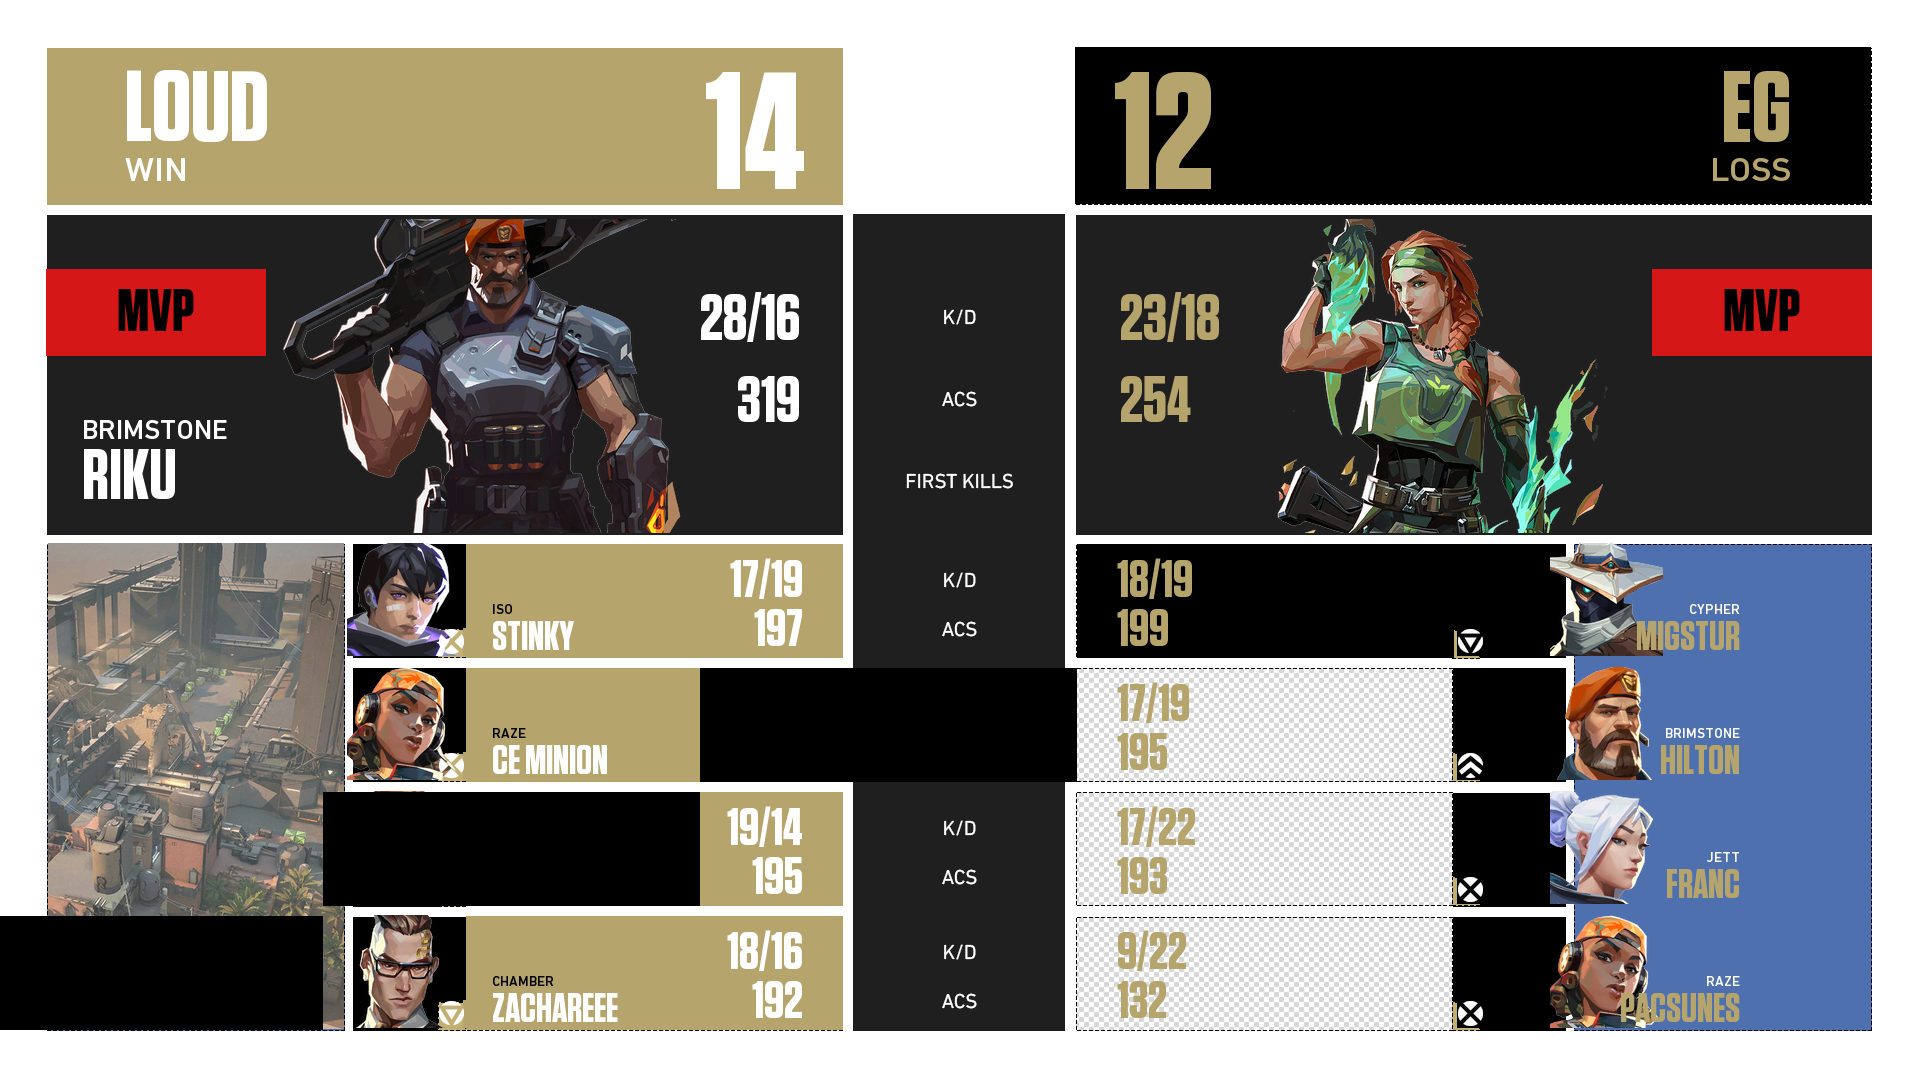 LOUD
WIN
14
12
EG
LOSS
MVP
28/16
319
BRIMSTONE
RIKU
K/D
ACS
FIRST KILLS
23/18
254
MVP
ISO
STINKY
17/19
197
K/D
ACS
18/19
199
CYPHER
MIGSTUR
RAZE
CE MINION
17/19
195
BRIMSTONE
HILTON
19/14
195
K/D
ACS
17/22
193
JETT
FRANC
CHAMBER
ZACHAREEE
18/16
192
K/D
ACS
9/22
132
RAZE
PACSUNES